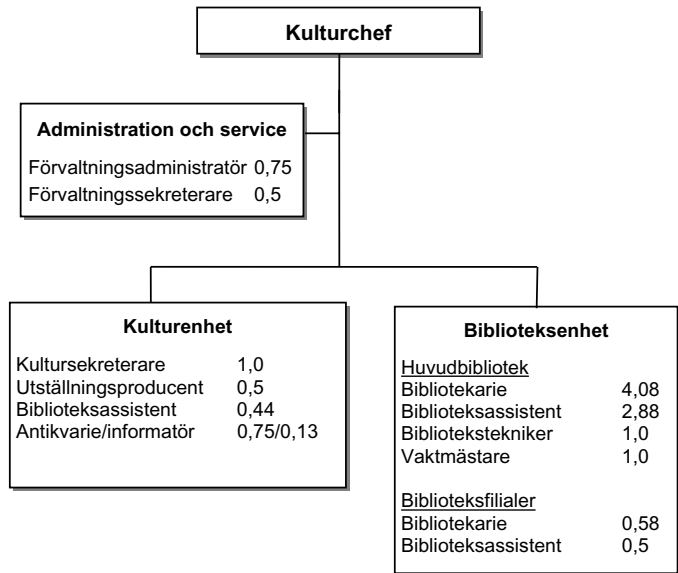 Kulturchef
Administration och service
Förvaltningsadministratör 0,75
Förvaltningssekreterare 0,5
Kulturenhet
Kultursekreterare 1,0
Utställningsproducent 0,5
Biblioteksassistent 0,44
Antikvarie/informatör 0,75/0,13
Biblioteksenhet
Huvudbibliotek
Bibliotekarie 4,08
Biblioteksassistent 2,88
Bibliotekstekniker 1,0
Vaktmästare 1,0
Biblioteksfilialer
Bibliotekarie 0,58
Biblioteksassistent 0,5